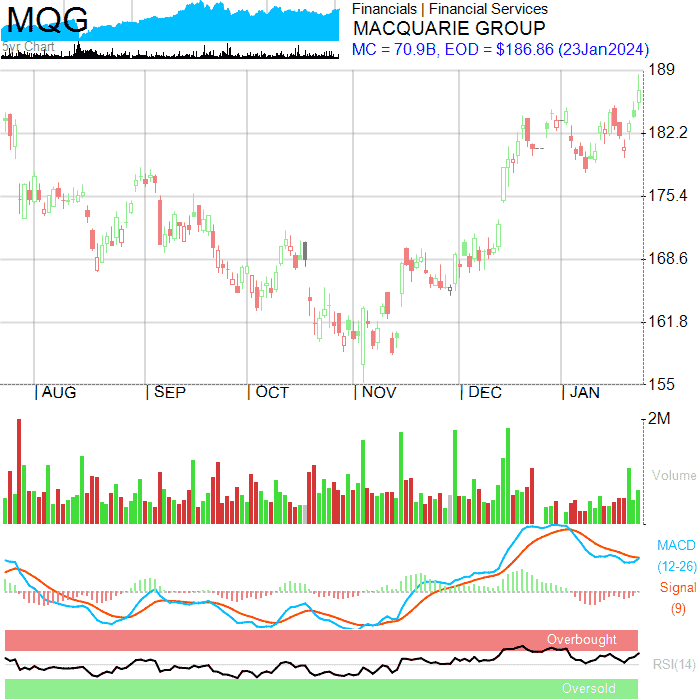 MQG
5yr Chart
Financials | Financial Services
MACQUARIE GROUP
MC = 70.9B, EOD = $186.86 (23Jan2024)
189
182.2
175.4
168.6
161.8
155
|AUG |SEP |OCT |NOV |DEC |JAN
2M
Volume
MACD
(12-26)
Signal
(9)
Overbought
RSI(14)
Oversold